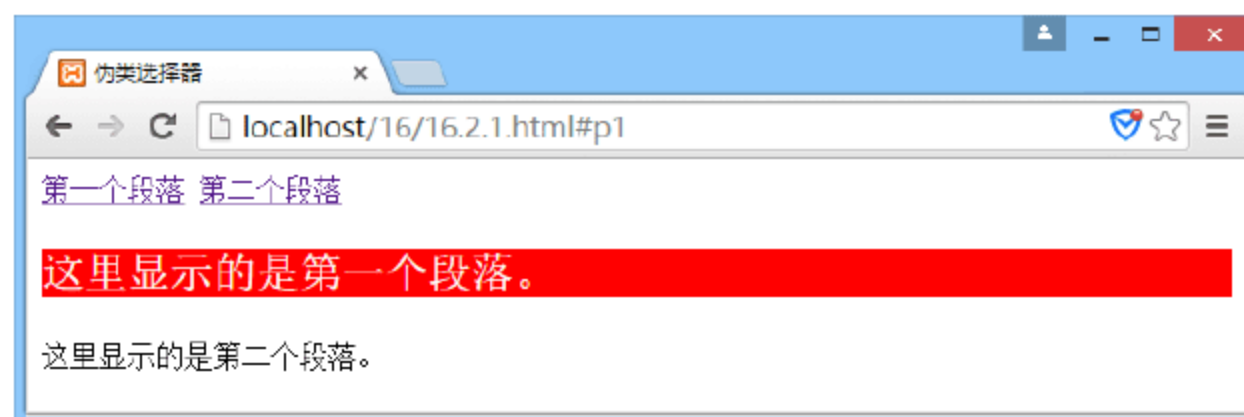 伪类选择器
localhost/16/16.2.1.html#p1
第一个段落 第二个段落
这里显示的是第一个段落。
这里显示的是第二个段落。